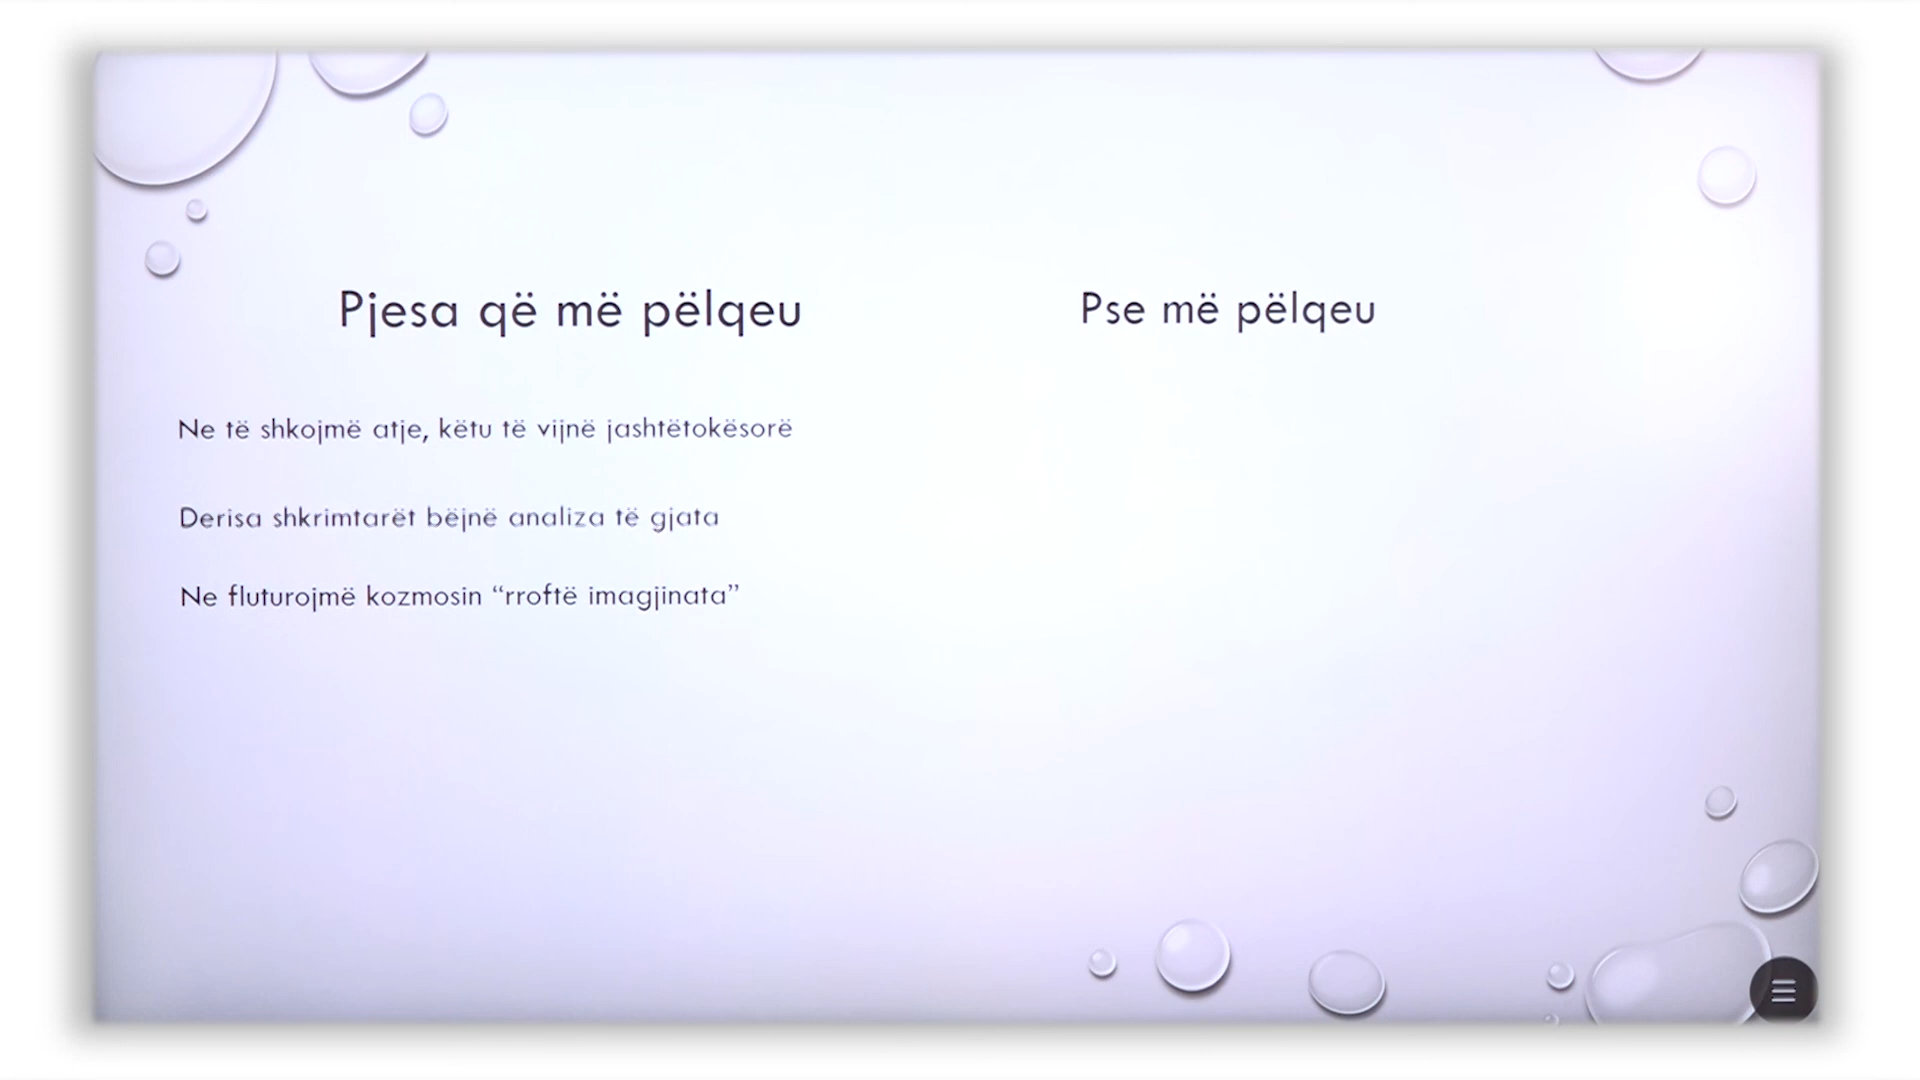 Pjesa që më pëlqeu
Pse më pëlqeu
Ne të shkojmë atje, këtu të vijnë jashtëtokësorë
Derisa shkrimtarët bëjnë analiza të gjata
Ne fluturojmë kozmosin “rroftë imagjinata”